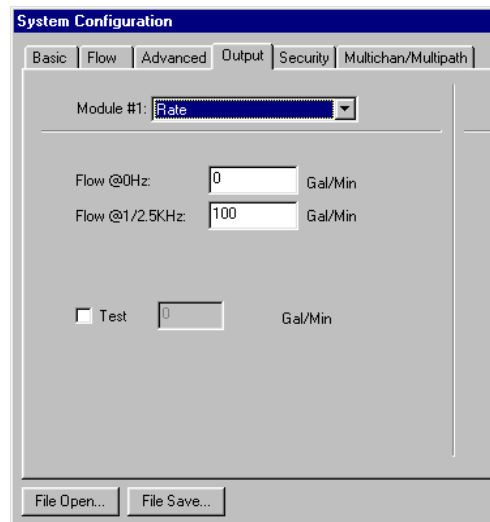 System Configuration
Basic Flow Advanced Output Security Multichan/Multipath
Module #1: Rate
Flow @0Hz: 0 Gal/Min
Flow @1/2.5KHz: 100 Gal/Min
Test 0 Gal/Min
File Open... File Save...